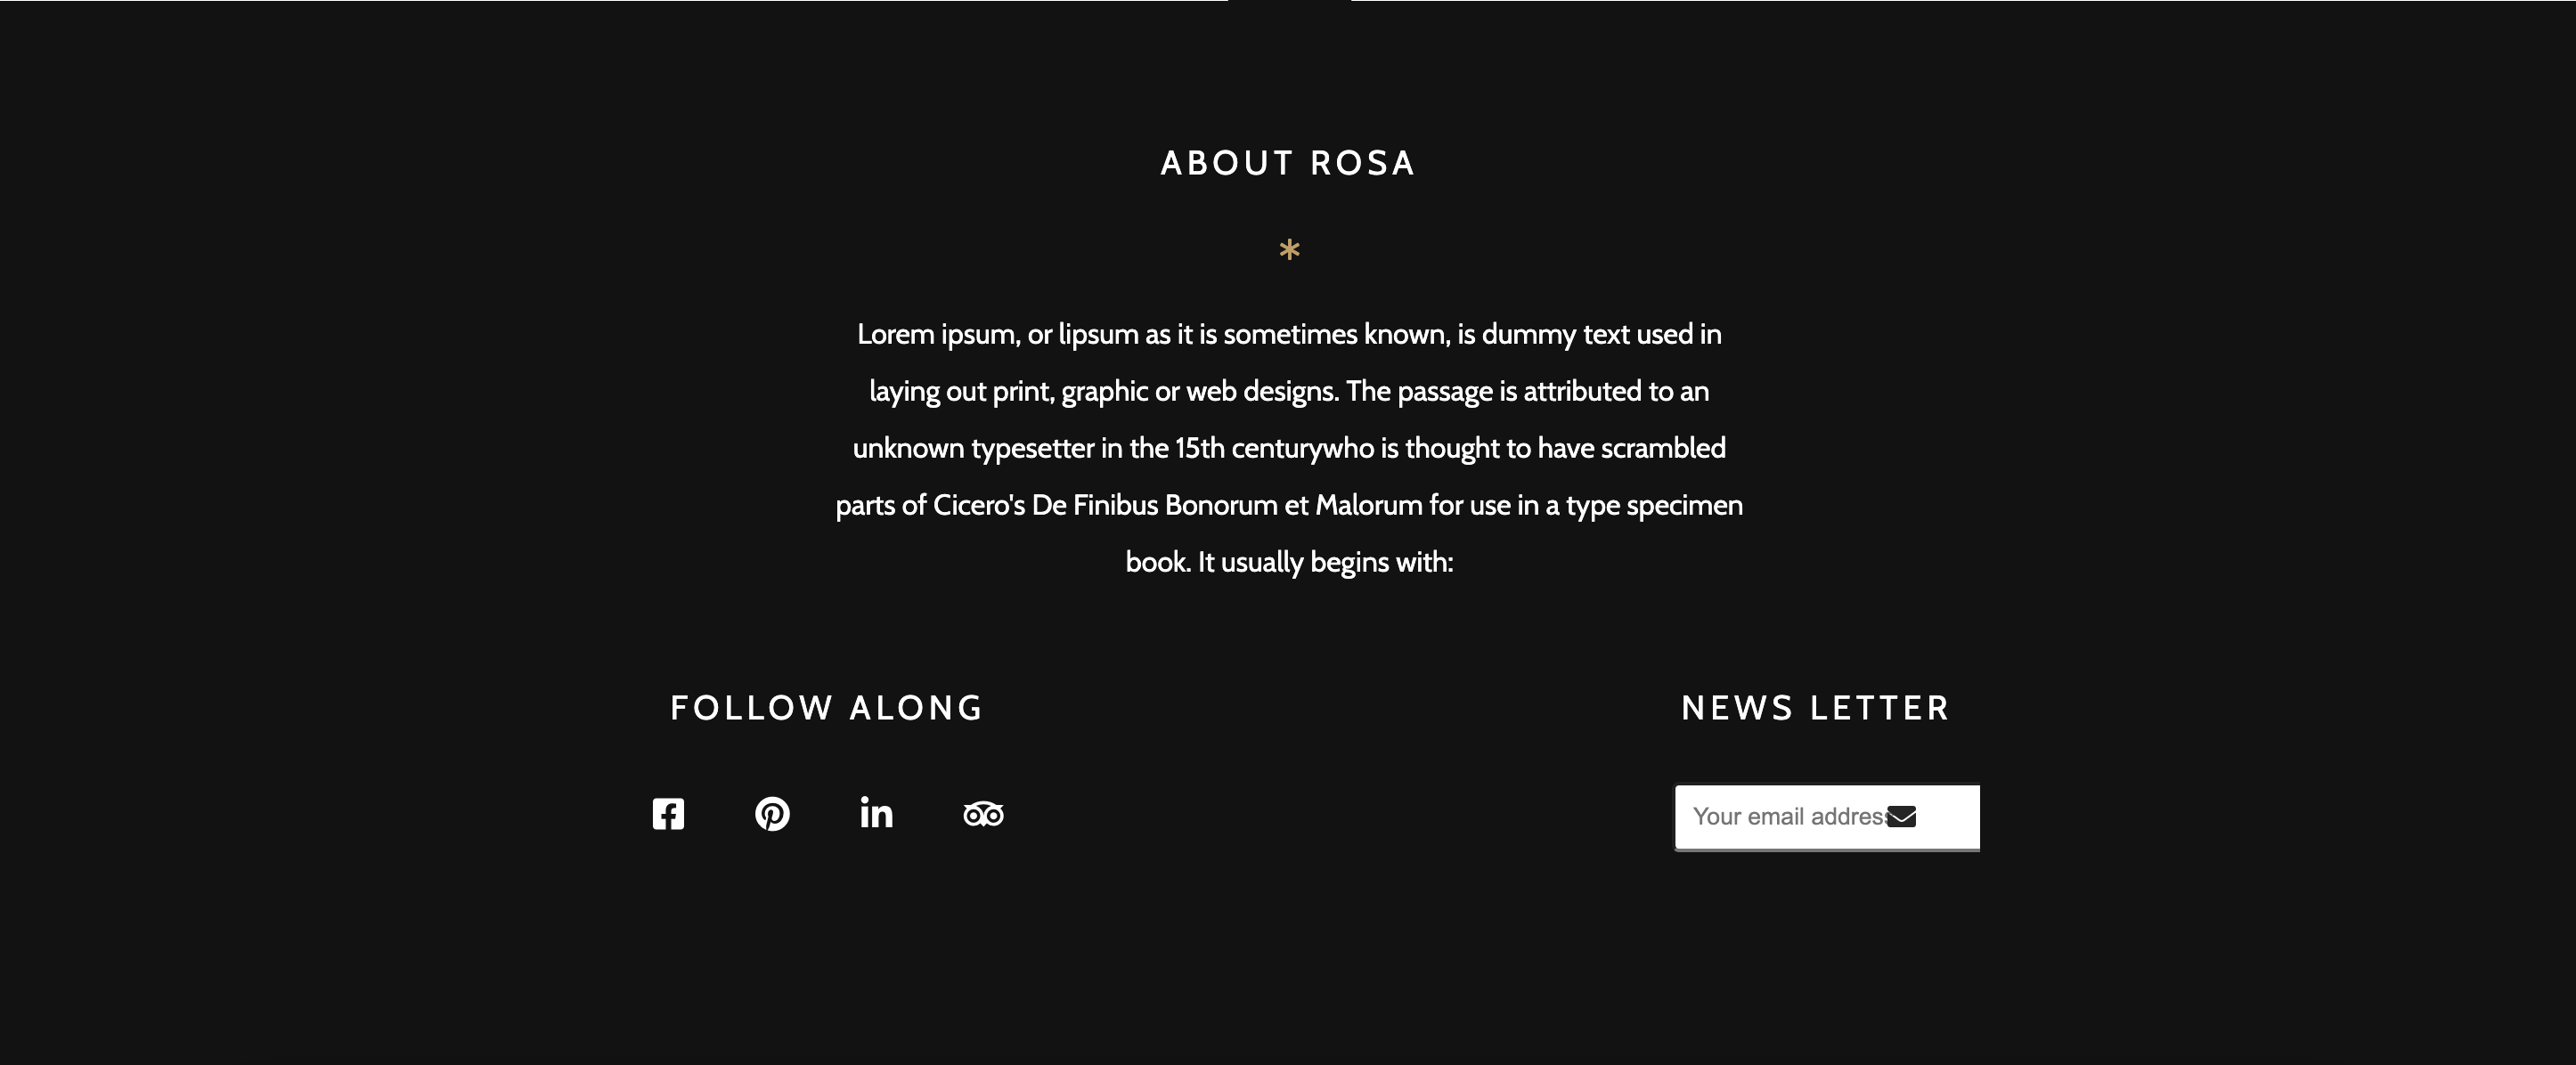 ABOUT ROSA
*
Lorem ipsum, or lipsum as it is sometimes known, is dummy text used in
laying out print, graphic or web designs. The passage is attributed to an
unknown typesetter in the 15th centurywho is thought to have scrambled
parts of Cicero's De Finibus Bonorum et Malorum for use in a type specimen
book. It usually begins with:
FOLLOW ALONG
NEWS LETTER
in
Your email address